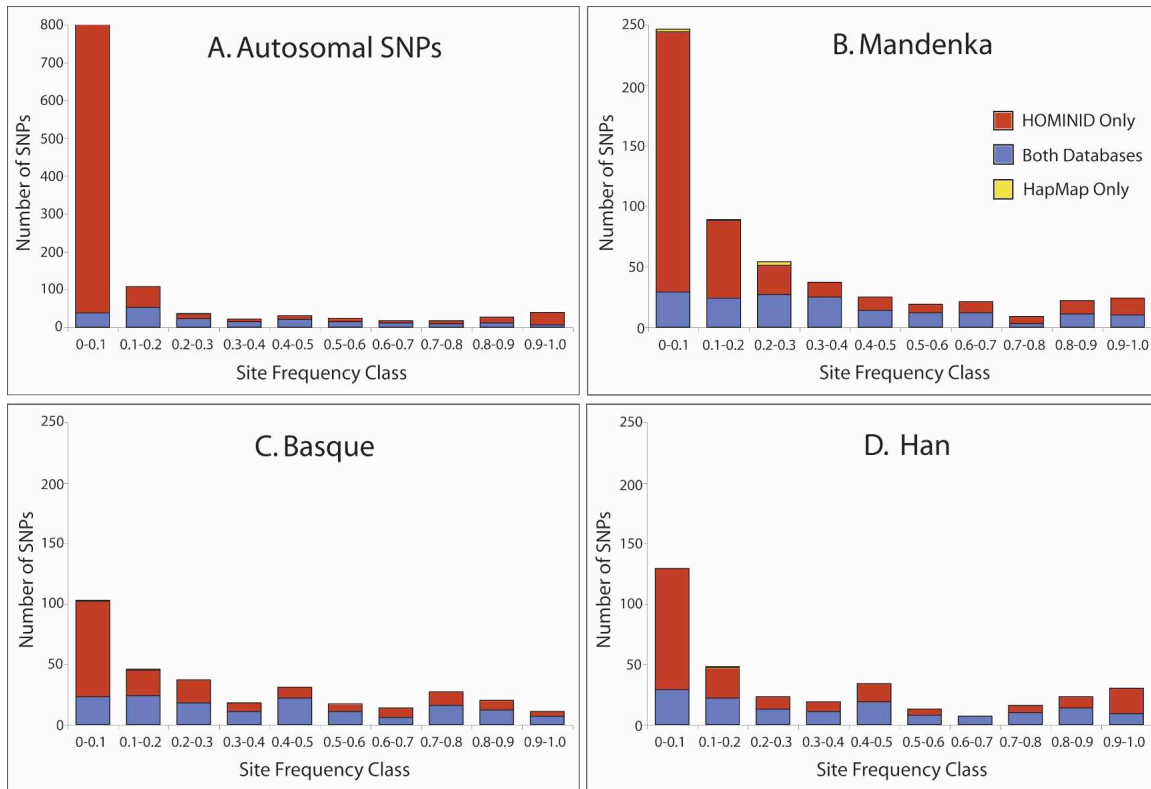 A. Autosomal SNPs
Number of SNPs
800
700
600
500
400
300
200
100
0
0-0.1 0.1-0.2 0.2-0.3 0.3-0.4 0.4-0.5 0.5-0.6 0.6-0.7 0.7-0.8 0.8-0.9 0.9-1.0
Site Frequency Class
B. Mandenka
Number of SNPs
250
200
150
100
50
0
HOMINID Only
Both Databases
HapMap Only
0-0.1 0.1-0.2 0.2-0.3 0.3-0.4 0.4-0.5 0.5-0.6 0.6-0.7 0.7-0.8 0.8-0.9 0.9-1.0
Site Frequency Class
C. Basque
Number of SNPs
250
200
150
100
50
0
0-0.1 0.1-0.2 0.2-0.3 0.3-0.4 0.4-0.5 0.5-0.6 0.6-0.7 0.7-0.8 0.8-0.9 0.9-1.0
Site Frequency Class
D. Han
Number of SNPs
250
200
150
100
50
0
0-0.1 0.1-0.2 0.2-0.3 0.3-0.4 0.4-0.5 0.5-0.6 0.6-0.7 0.7-0.8 0.8-0.9 0.9-1.0
Site Frequency Class